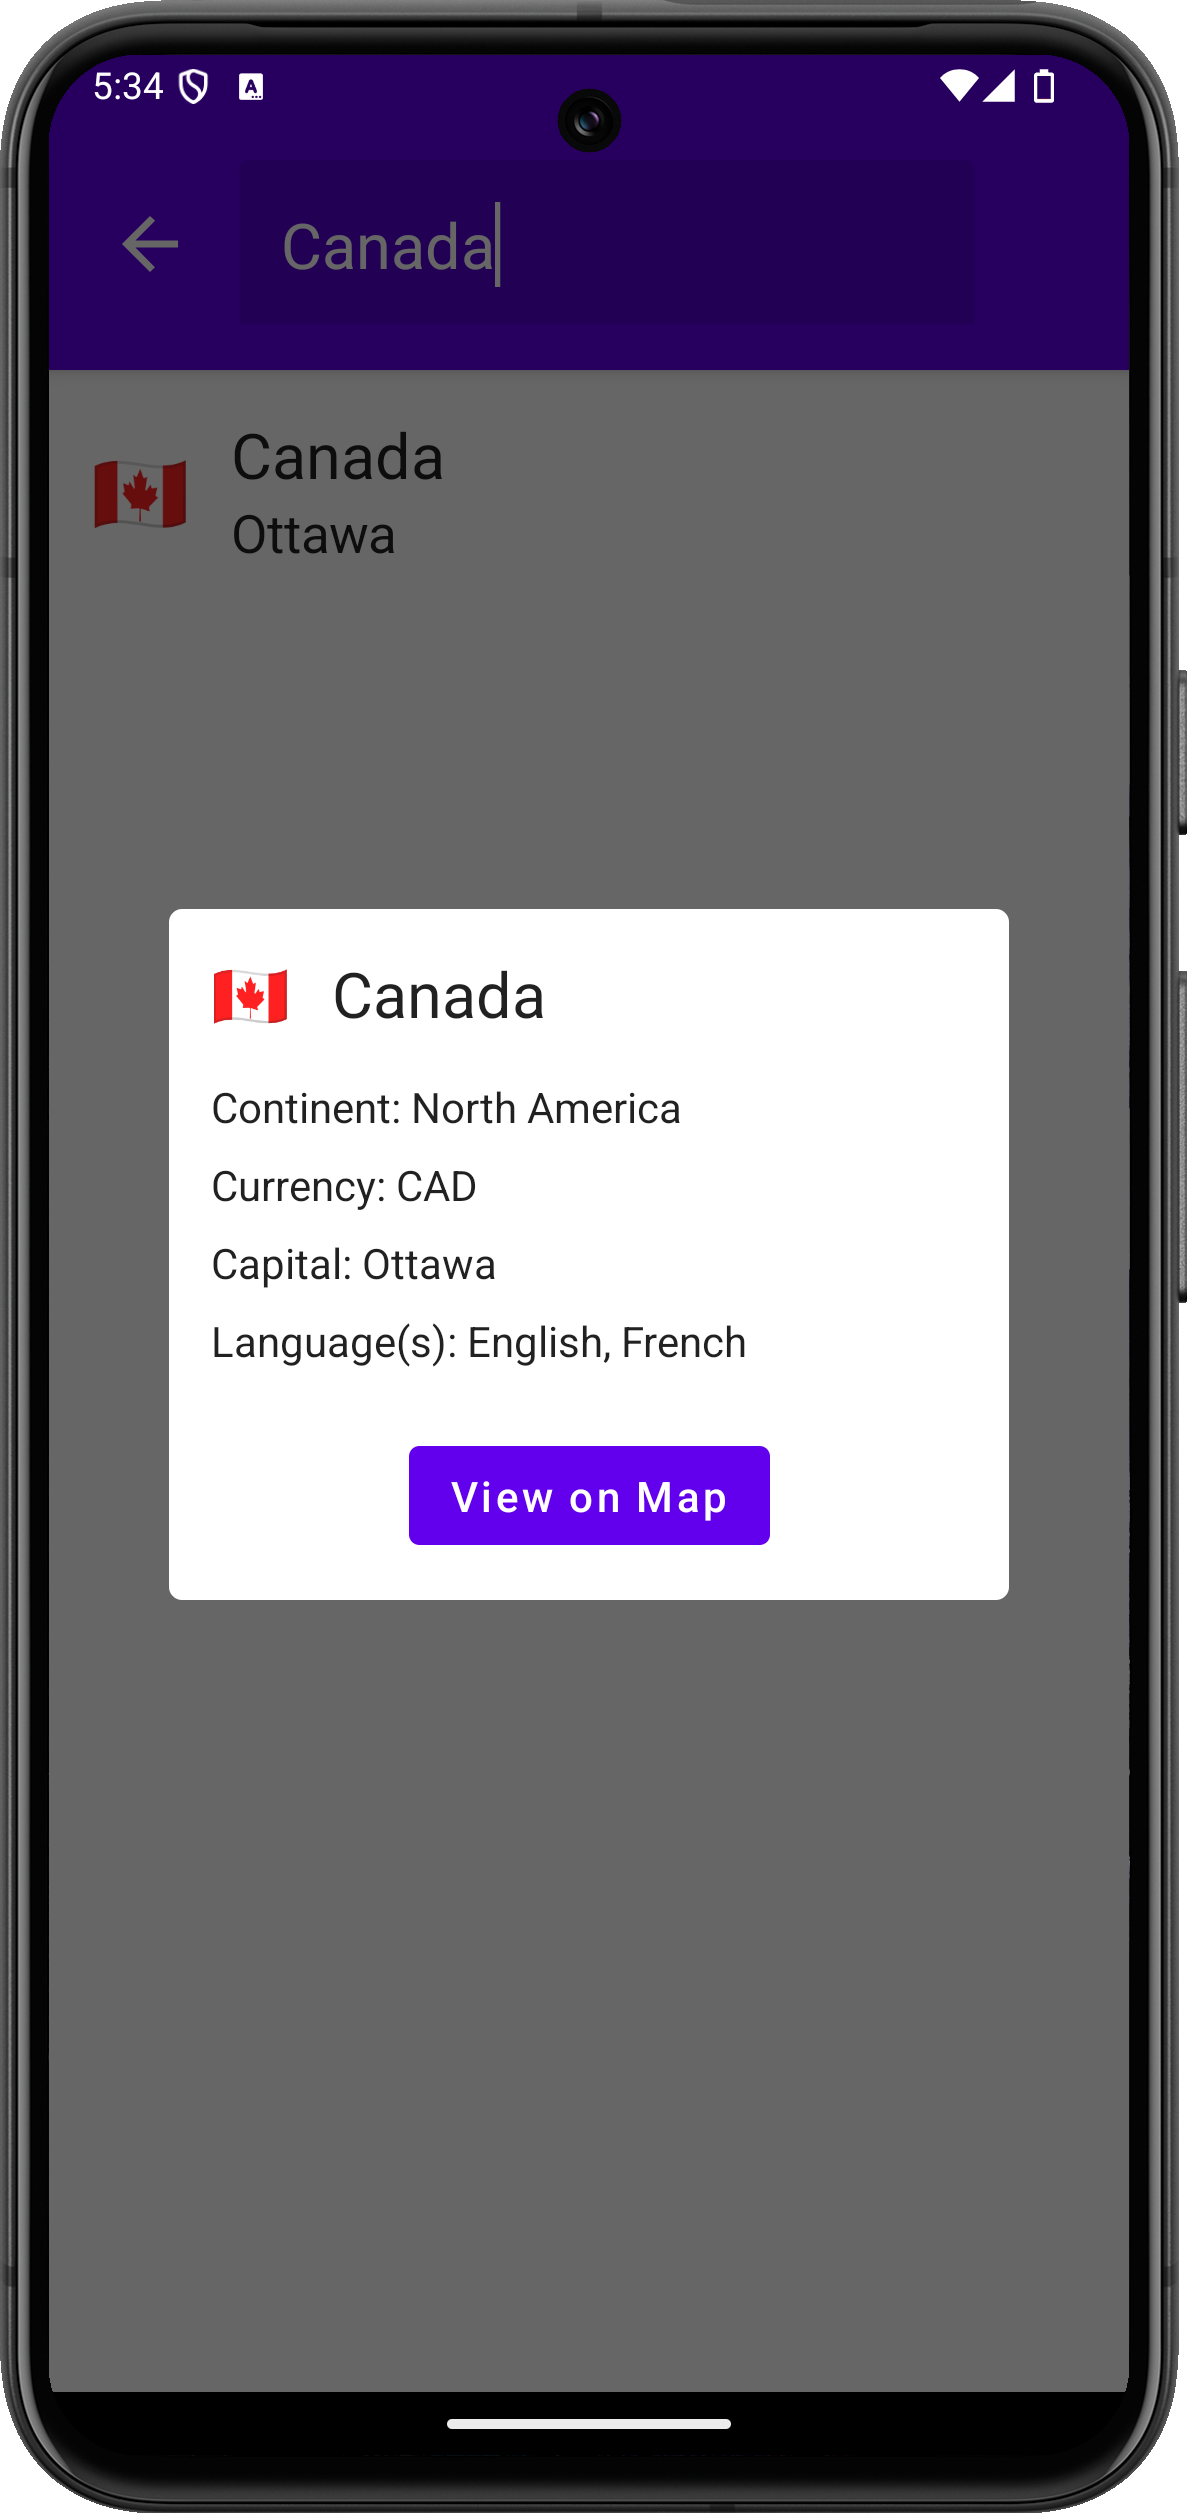 5:34
Canada
Canada
Ottawa
Canada
Continent: North America
Currency: CAD
Capital: Ottawa
Language(s): English, French
View on Map